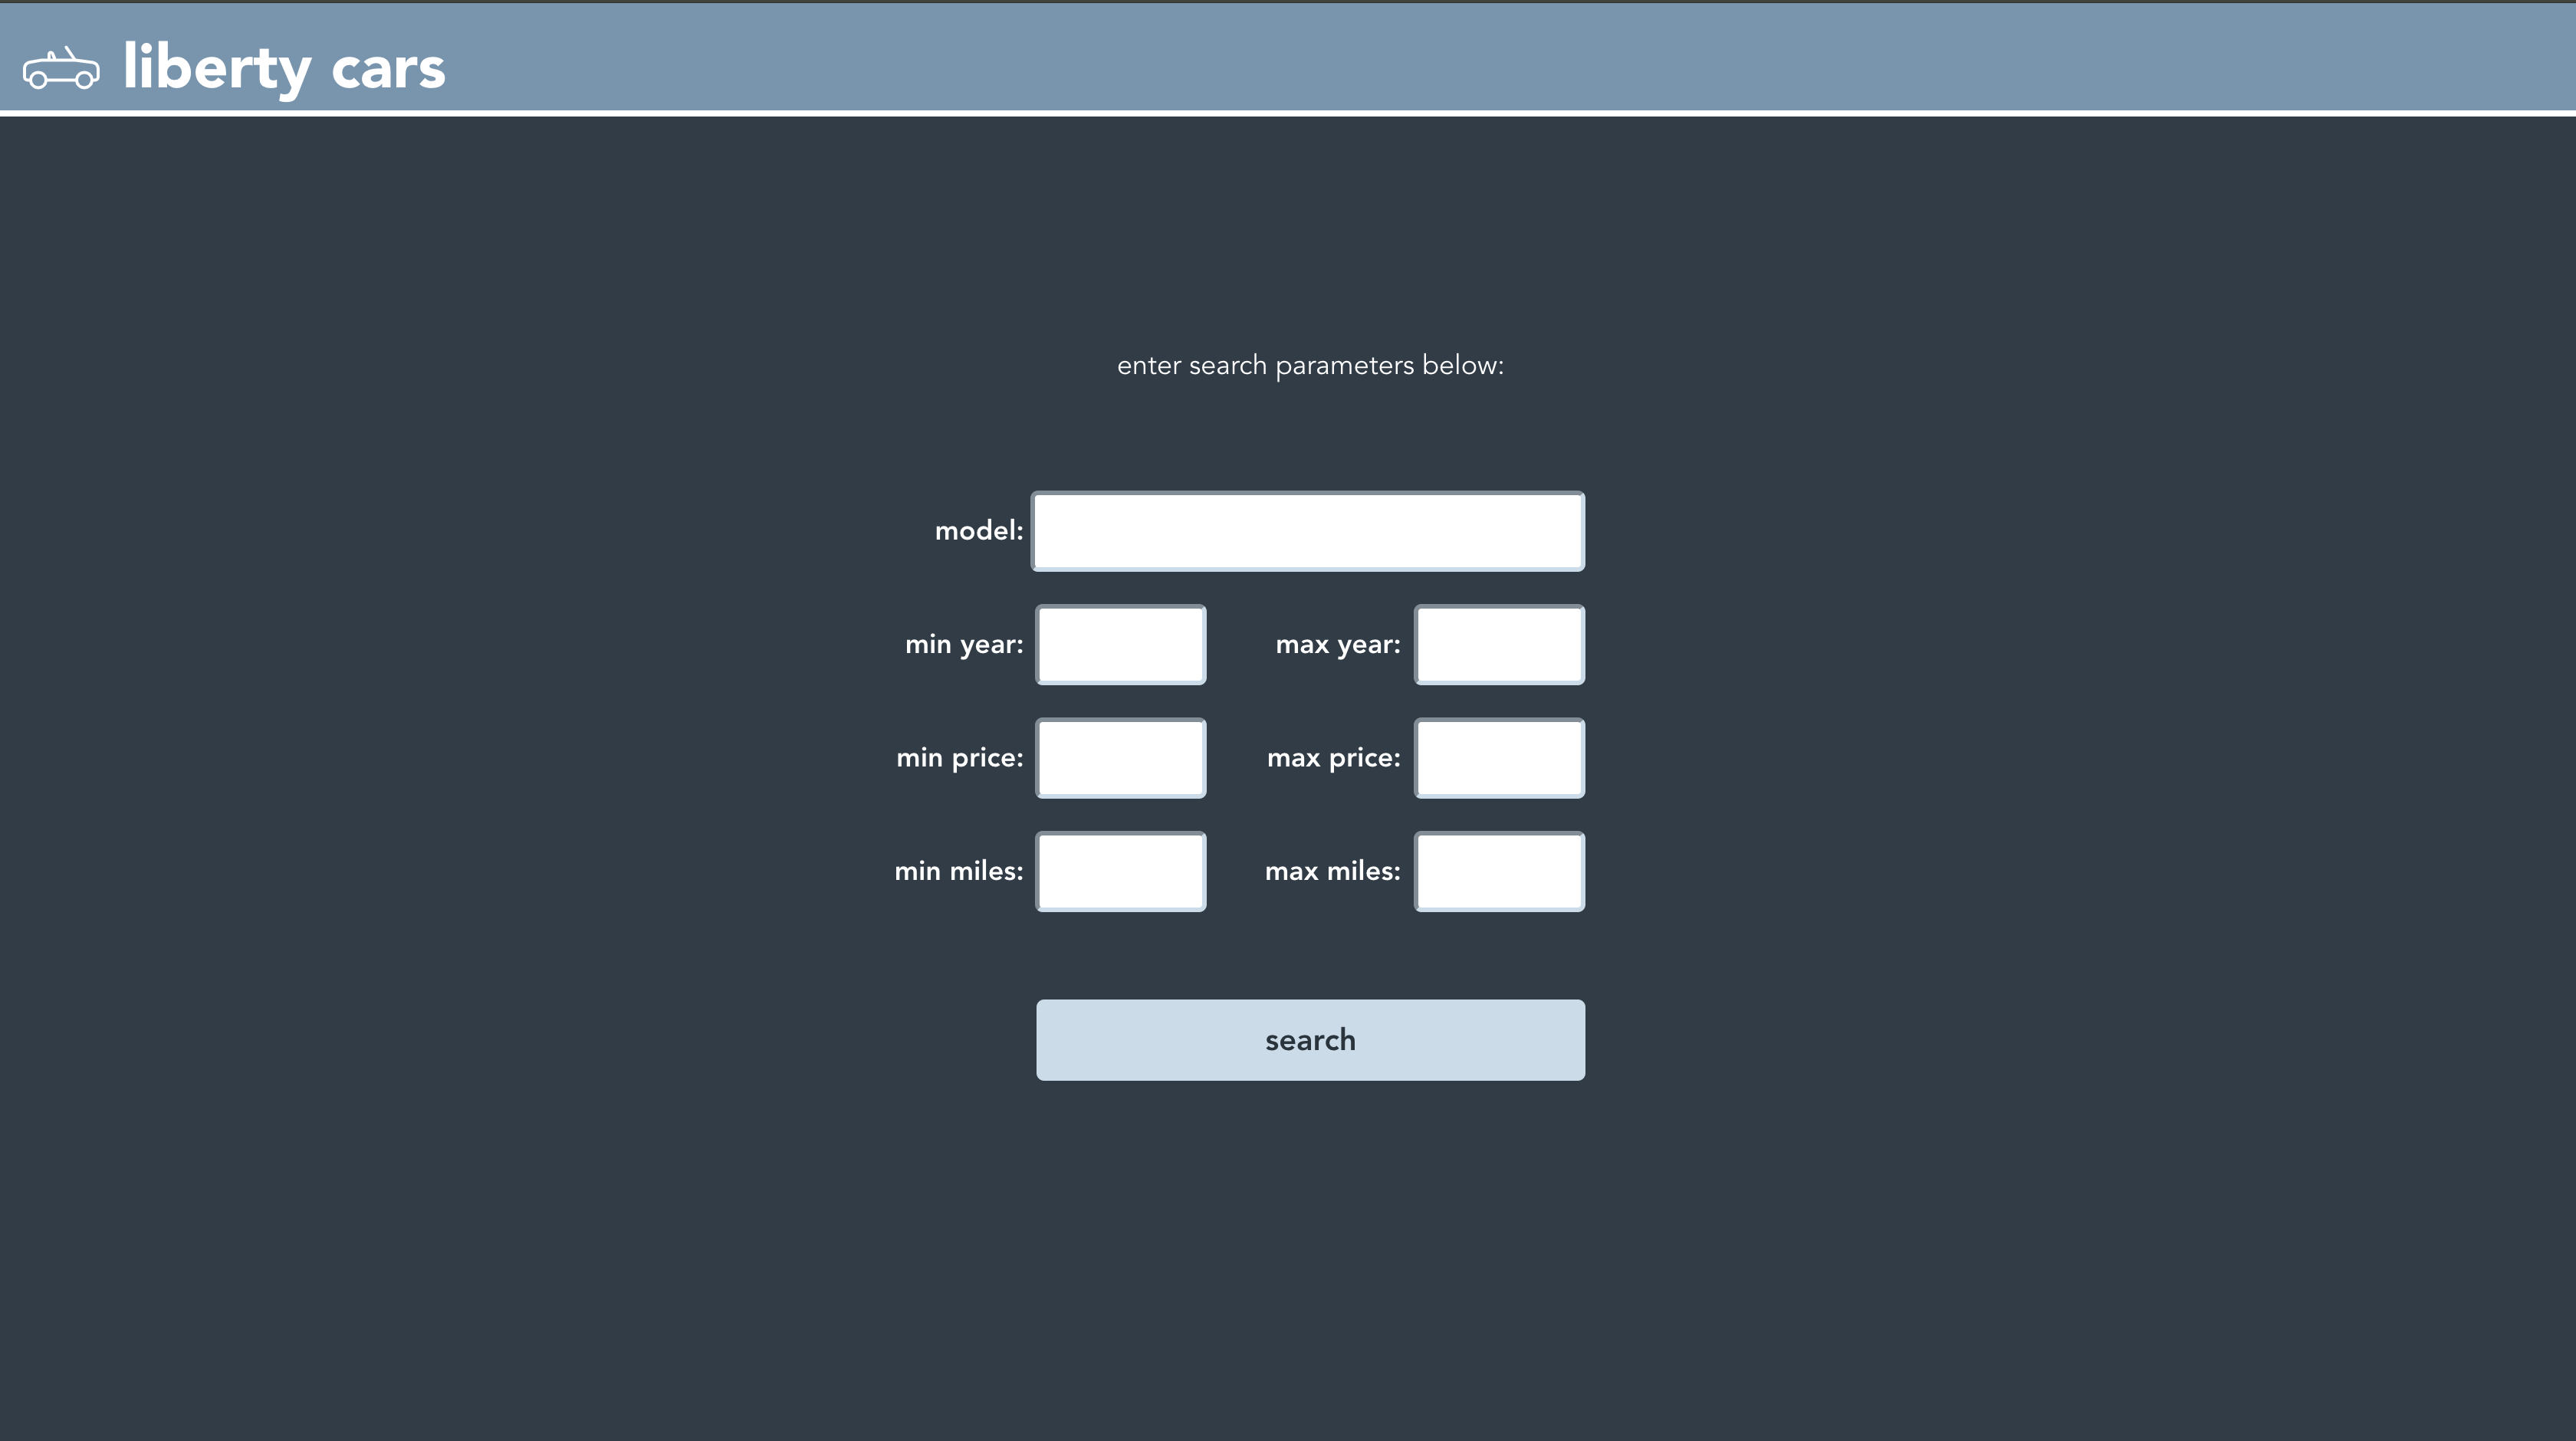 liberty cars
enter search parameters below:
model:
min year: max year:
min price: max price:
min miles: max miles:
search